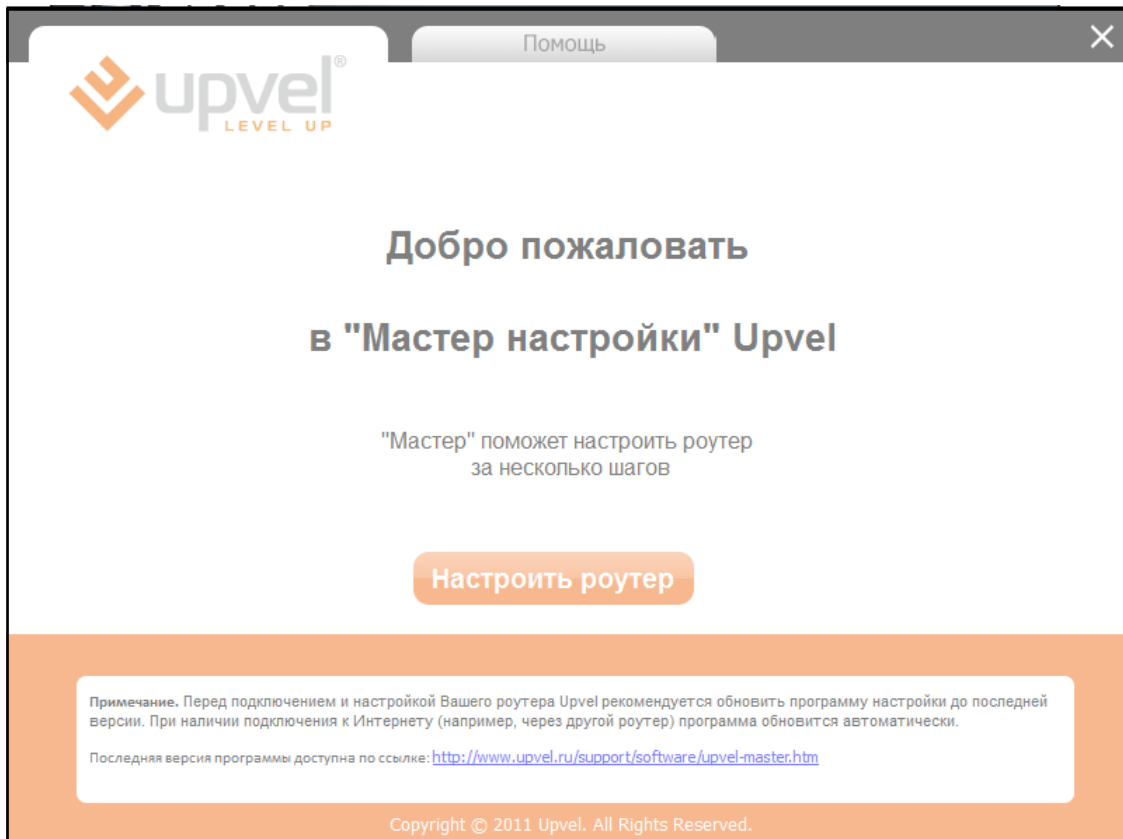 Помощь
upvel®
LEVEL UP
Добро пожаловать
в "Мастер настройки" Upvel
"Мастер" поможет настроить роутер
за несколько шагов
Настроить роутер
Примечание. Перед подключением и настройкой Вашего роутера Upvel рекомендуется обновить программу настройки до последней
версии. При наличии подключения к Интернету (например, через другой роутер) программа обновится автоматически.
Последняя версия программы доступна по ссылке: http://www.upvel.ru/support/software/upvel-master.htm
Copyright © 2011 Upvel. All Rights Reserved.